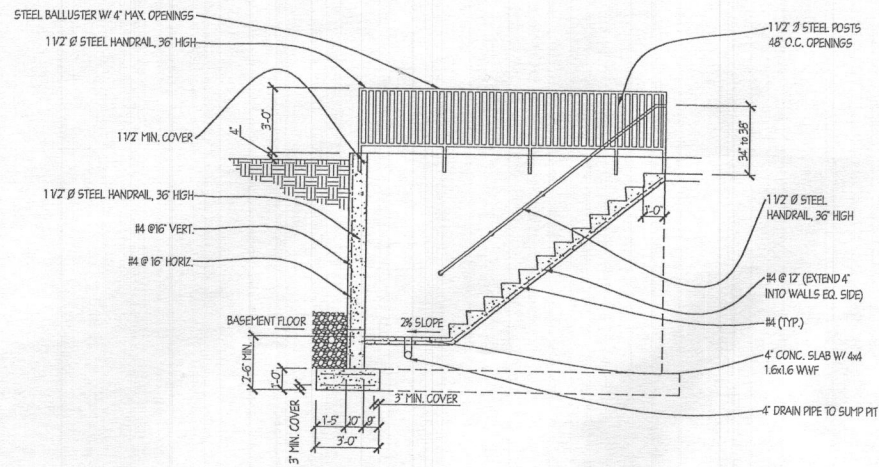 STEEL BALLUSTER W/ 4" MAX. OPENINGS
1 1/2" Ø STEEL HANDRAIL, 36" HIGH
1 1/2" Ø STEEL POSTS
48" O.C. OPENINGS
3'-0"
4"
1 1/2" MIN. COVER
34" to 38"
1 1/2" Ø STEEL HANDRAIL, 36" HIGH
1'-0"
1 1/2" Ø STEEL
HANDRAIL, 36" HIGH
#4 @16" VERT.
#4 @ 16" HORIZ.
#4 @ 12" (EXTEND 4"
INTO WALLS EQ. SIDE)
BASEMENT FLOOR
2% SLOPE
#4 (TYP.)
2'-6" MIN.
1'-0"
4" CONC. SLAB W/ 4x4
1.6x1.6 WWF
3" MIN. COVER
3" MIN. COVER
1'-5"
10"
9"
3'-0"
4" DRAIN PIPE TO SUMP PIT